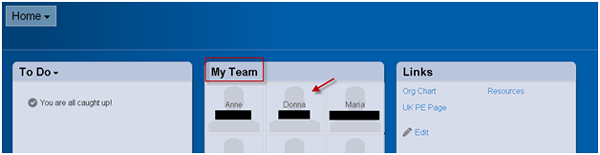 Home
To Do
You are all caught up!
My Team
Anne Donna Maria
Links
Org Chart Resources
UK PE Page
Edit